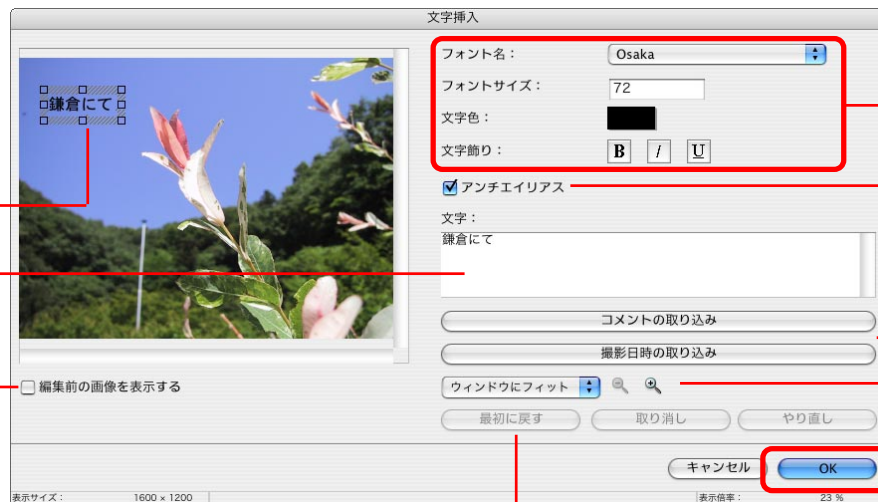 文字挿入
鎌倉にて
フォント名：
Osaka
フォントサイズ：
72
文字色：
文字飾り：
B I U
アンチエイリアス
文字：
鎌倉にて
コメントの取り込み
撮影日時の取り込み
編集前の画像を表示する
ウィンドウにフィット
最初に戻す
取り消し
やり直し
キャンセル
OK
表示サイズ：
1600 × 1200
表示倍率：
23 %